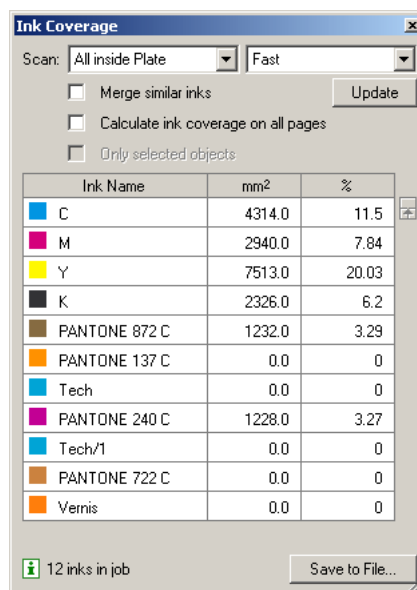 Ink Coverage
Scan: All inside Plate Fast
Merge similar inks Update
Calculate ink coverage on all pages
Only selected objects
Ink Name mm2 %
C 4314.0 11.5
M 2940.0 7.84
Y 7513.0 20.03
K 2326.0 6.2
PANTONE 872 C 1232.0 3.29
PANTONE 137 C 0.0 0
Tech 0.0 0
PANTONE 240 C 1228.0 3.27
Tech/1 0.0 0
PANTONE 722 C 0.0 0
Vernis 0.0 0
12 inks in job Save to File...